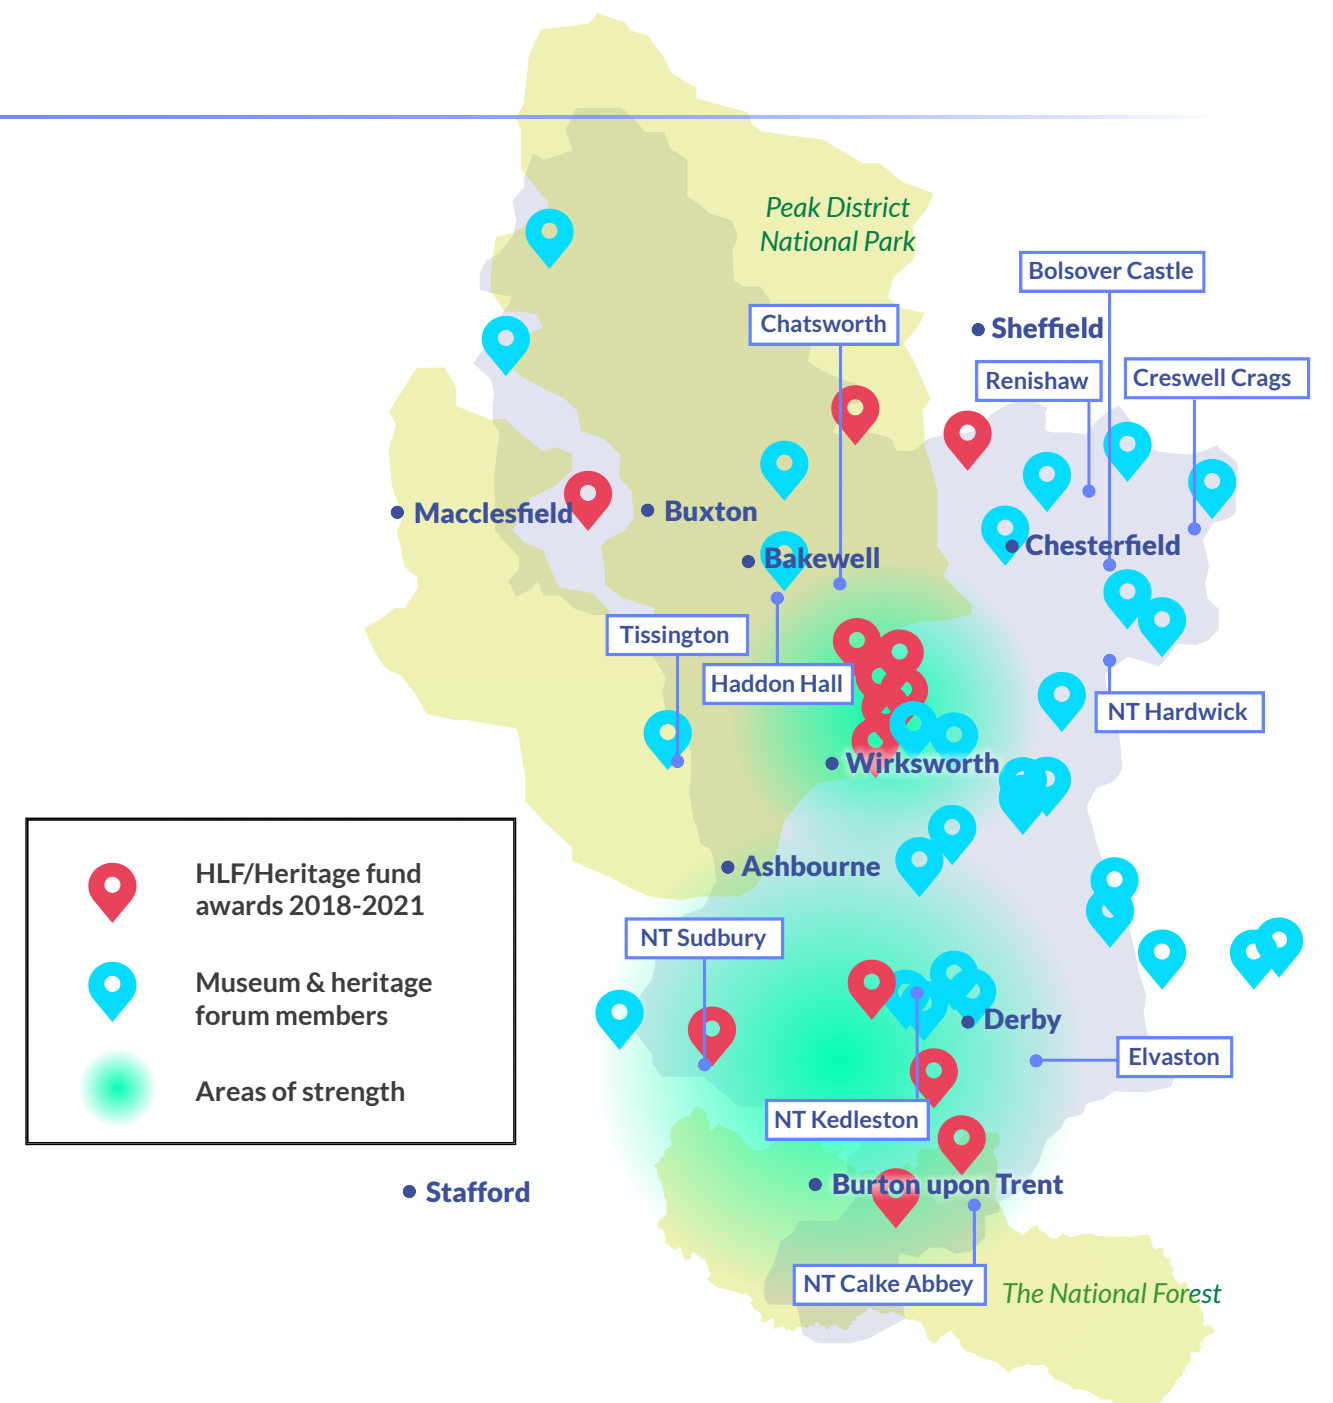 Peak District
National Park
Bolsover Castle
Chatsworth
Sheffield
Renishaw
Creswell Crags
Macclesfield
Buxton
Chesterfield
Bakewell
Tissington
Haddon Hall
NT Hardwick
Wirksworth
Ashbourne
HLF/Heritage fund
awards 2018-2021
Museum & heritage
forum members
Areas of strength
NT Sudbury
Derby
Elvaston
NT Kedleston
Stafford
Burton upon Trent
NT Calke Abbey
The National Forest